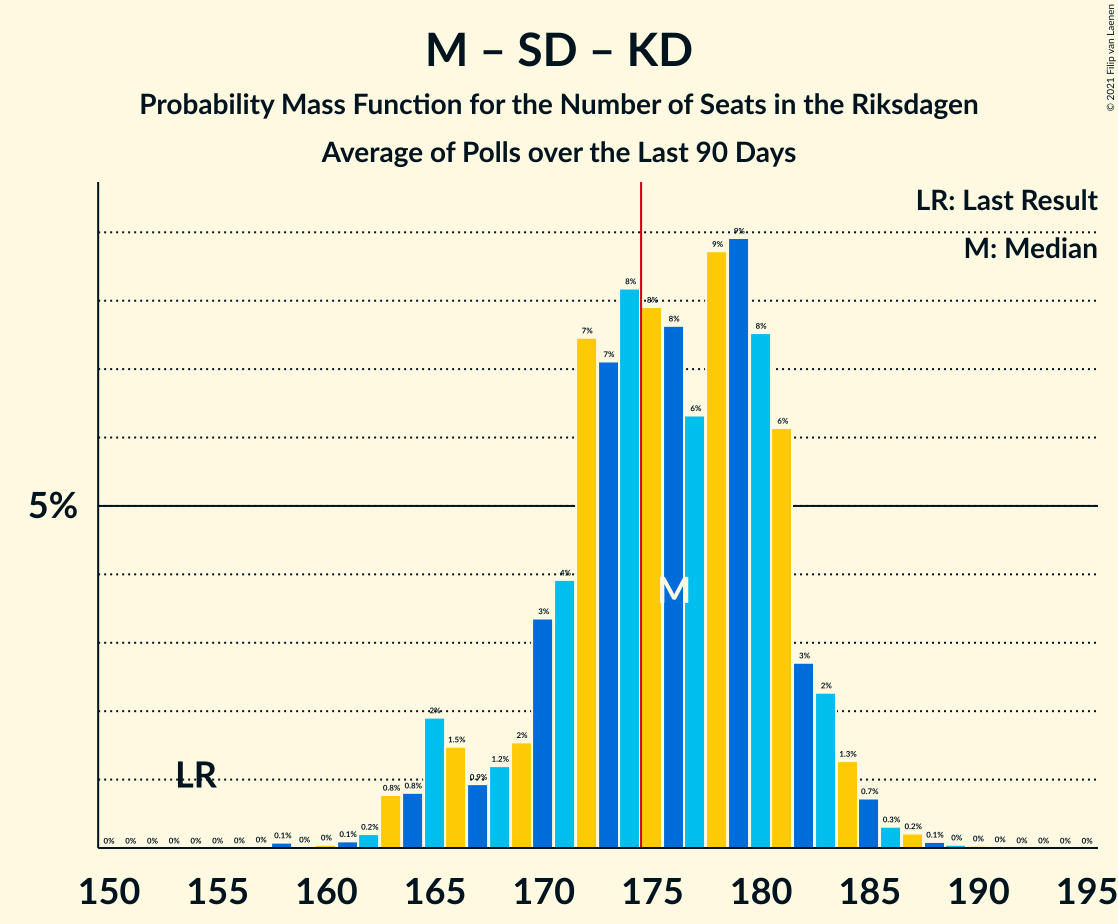 M – SD – KD
Probability Mass Function for the Number of Seats in the Riksdagen
Average of Polls over the Last 90 Days
© 2021 Filip van Laenen
LR: Last Result
M: Median
5%
LR
M
0% 0% 0% 0% 0% 0% 0% 0% 0.1% 0% 0% 0.1% 0.2% 0.8% 0.8% 2% 1.5% 0.9% 1.2% 2% 3% 4% 7% 7% 8% 8% 8% 6% 9% 9% 8% 6% 3% 2% 1.3% 0.7% 0.3% 0.2% 0.1% 0% 0% 0% 0% 0% 0% 0%
150 155 160 165 170 175 180 185 190 195